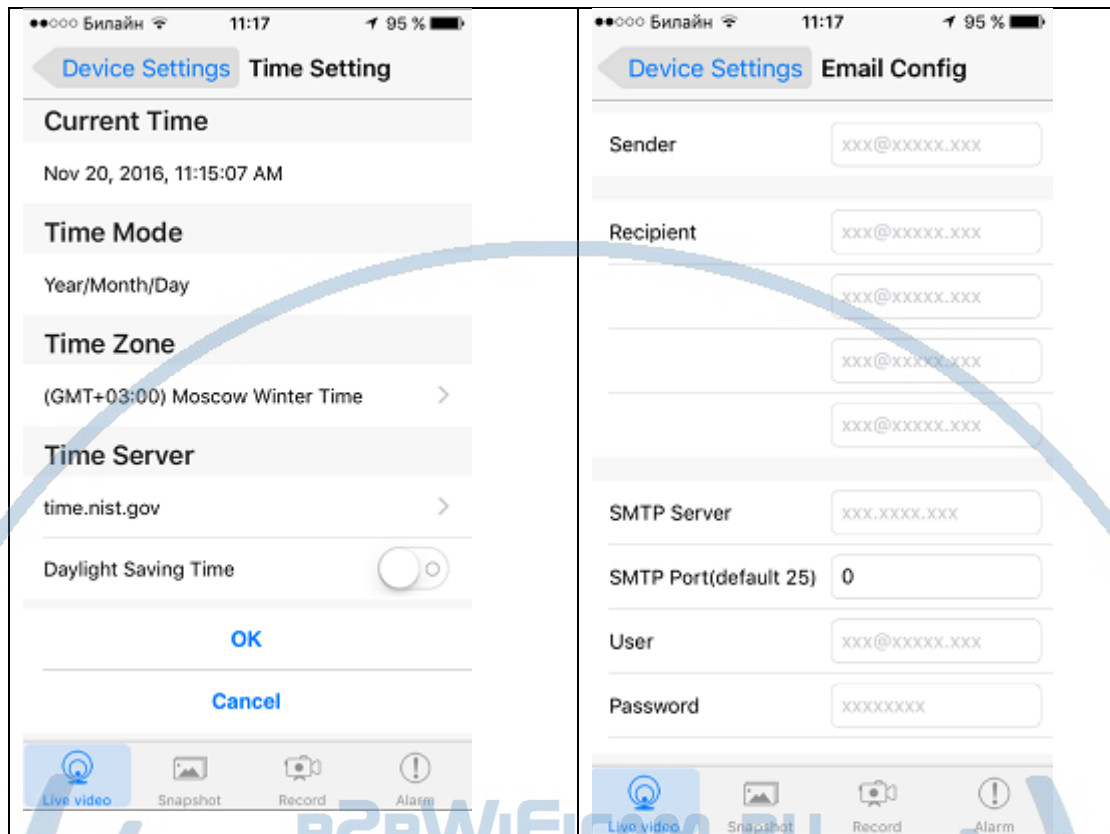 Билайн 11:17 95 %
Device Settings Time Setting
Current Time
Nov 20, 2016, 11:15:07 AM
Time Mode
Year/Month/Day
Time Zone
(GMT+03:00) Moscow Winter Time
Time Server
time.nist.gov
Daylight Saving Time
OK
Cancel
Live video Snapshot Record Alarm
Билайн 11:17 95 %
Device Settings Email Config
Sender xxx@xxxxx.xxx
Recipient xxx@xxxxx.xxx
xxx@xxxxx.xxx
xxx@xxxxx.xxx
xxx@xxxxx.xxx
SMTP Server xxx.xxxx.xxx
SMTP Port(default 25) 0
User xxx@xxxxx.xxx
Password xxxxxxxx
Live video Snapshot Record Alarm